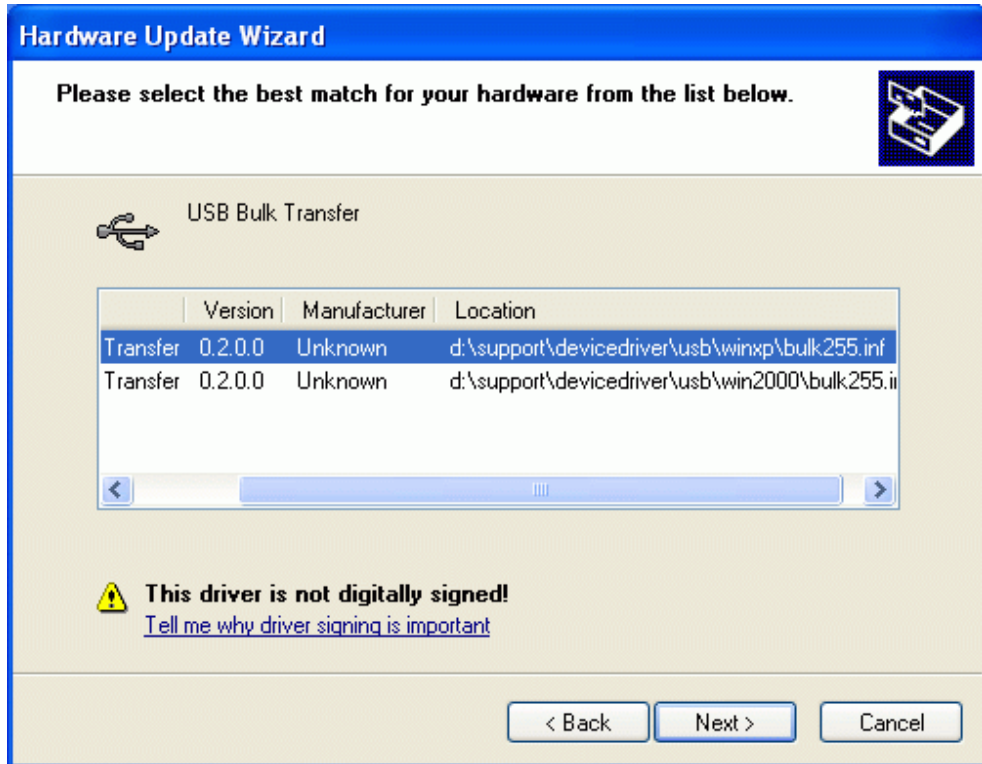 Hardware Update Wizard
Please select the best match for your hardware from the list below.
USB Bulk Transfer
Version Manufacturer Location
Transfer 0.2.0.0 Unknown d:\support\devicedriver\usb\winxp\bulk255.inf
Transfer 0.2.0.0 Unknown d:\support\devicedriver\usb\win2000\bulk255.i
This driver is not digitally signed!
Tell me why driver signing is important
< Back Next > Cancel